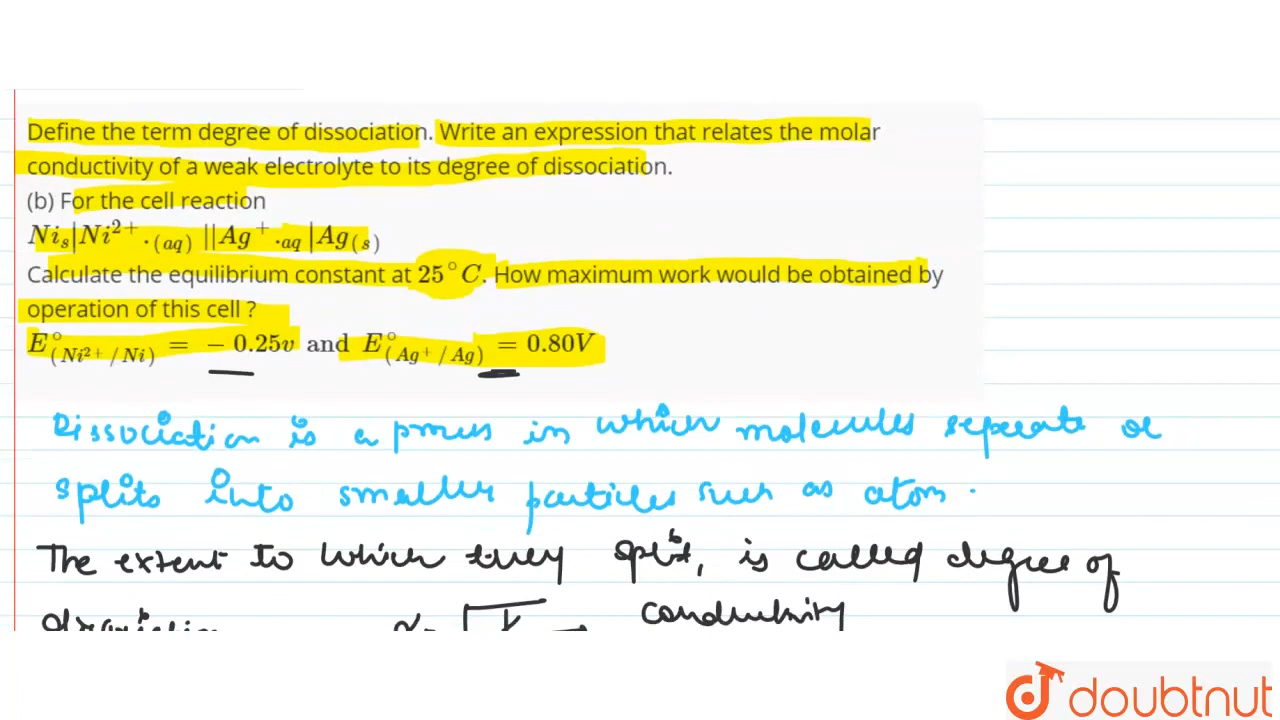 Define the term degree of dissociation. Write an expression that relates the molar
conductivity of a weak electrolyte to its degree of dissociation.
(b) For the cell reaction
Ni_s|Ni^{2+}._{(aq)} ||Ag^+._{aq} |Ag_{(s)}
Calculate the equilibrium constant at 25°C. How maximum work would be obtained by
operation of this cell ?
E°_{(Ni^{2+}/Ni)} = − 0.25v and E°_{(Ag^+/Ag)} = 0.80V
Dissociation is a process in which molecules seperate or
splits into smaller particles such as atom.
The extent to which they split, is called degree of
conductivity
doubtnut